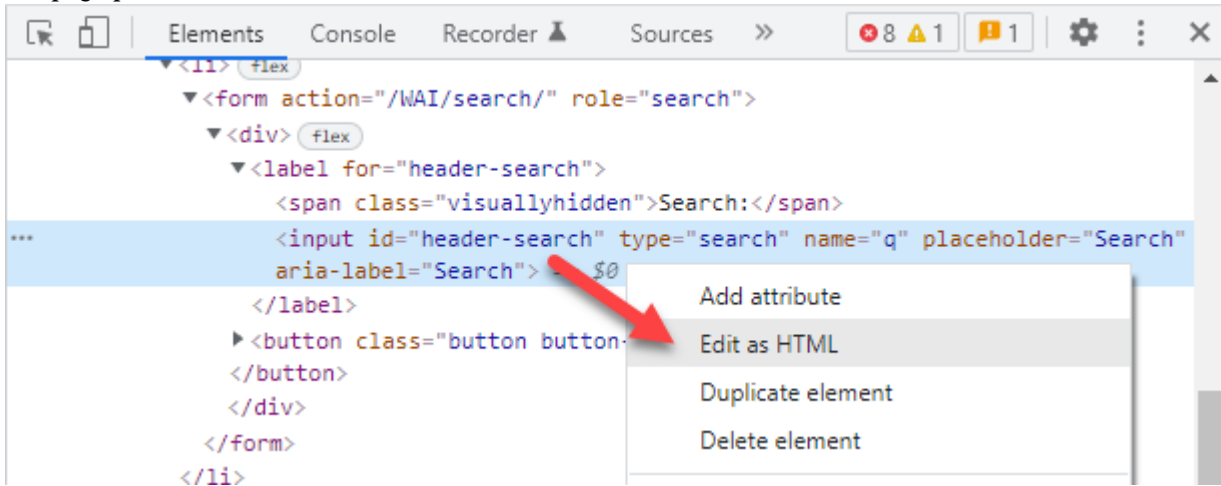 Elements Console Recorder Sources » 8 1 1
▼<li> flex
▼<form action="/WAI/search/" role="search">
▼<div> flex
▼<label for="header-search">
<span class="visuallyhidden">Search:</span>
<input id="header-search" type="search" name="q" placeholder="Search"
aria-label="Search"> $0
</label>
▶<button class="button button-
</button>
</div>
</form>
</li>
Add attribute
Edit as HTML
Duplicate element
Delete element